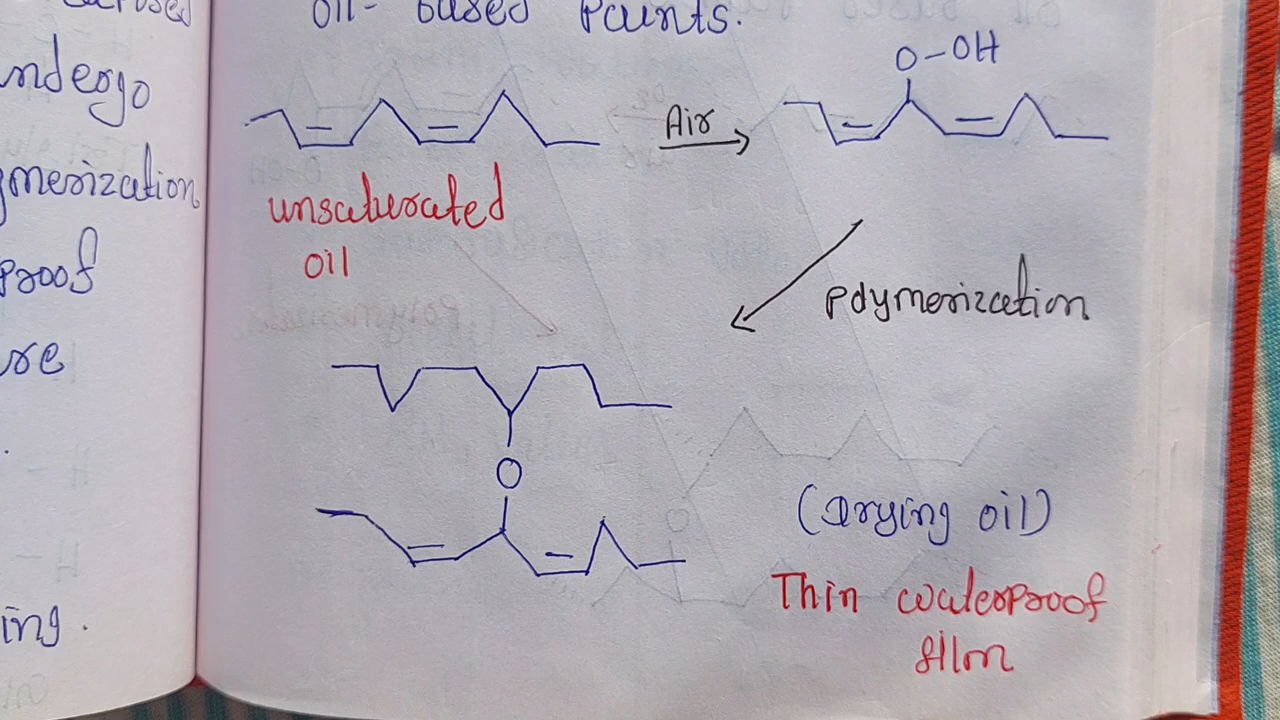 oil-based Paints.
ndergo
merization
Proof
re
ing.
O-OH
Air
unsaturated
oil
Polymerization
O
(Drying oil)
Thin waterproof
film